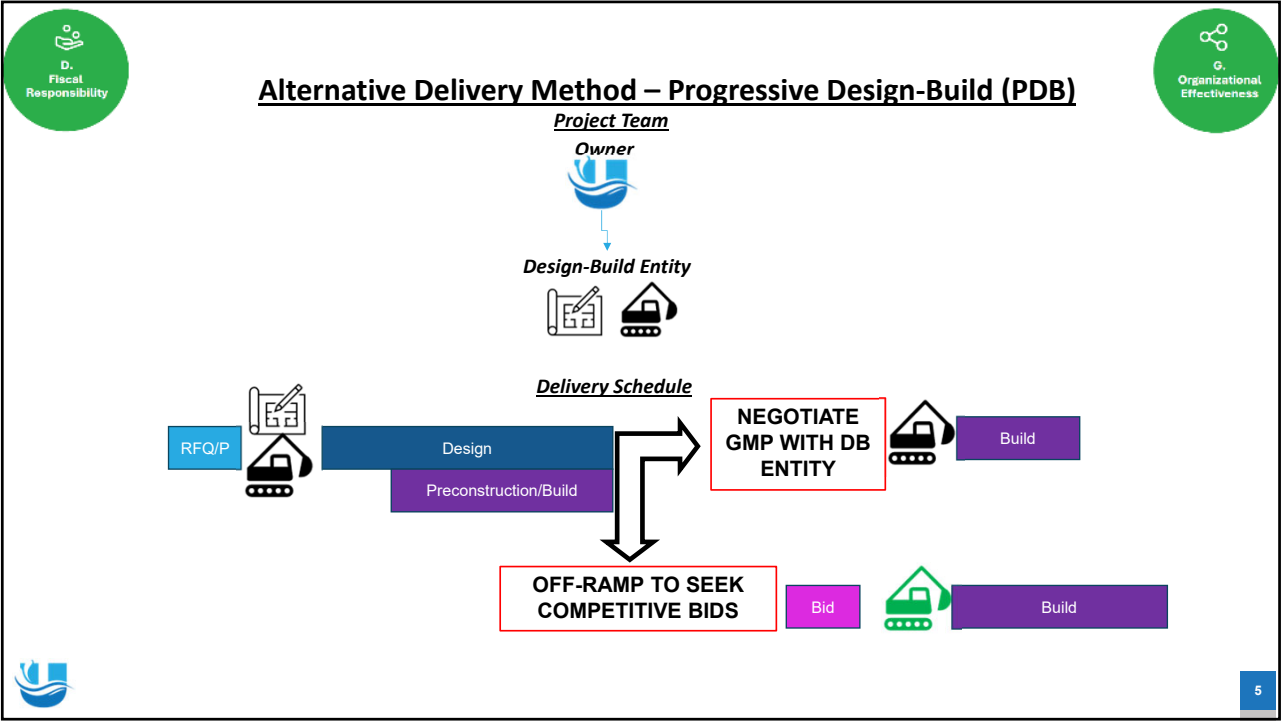 D.
Fiscal
Responsibility
G.
Organizational
Effectiveness
Alternative Delivery Method – Progressive Design-Build (PDB)
Project Team
Owner
Design-Build Entity
Delivery Schedule
RFQ/P
Design
Preconstruction/Build
NEGOTIATE
GMP WITH DB
ENTITY
Build
OFF-RAMP TO SEEK
COMPETITIVE BIDS
Bid
Build
5